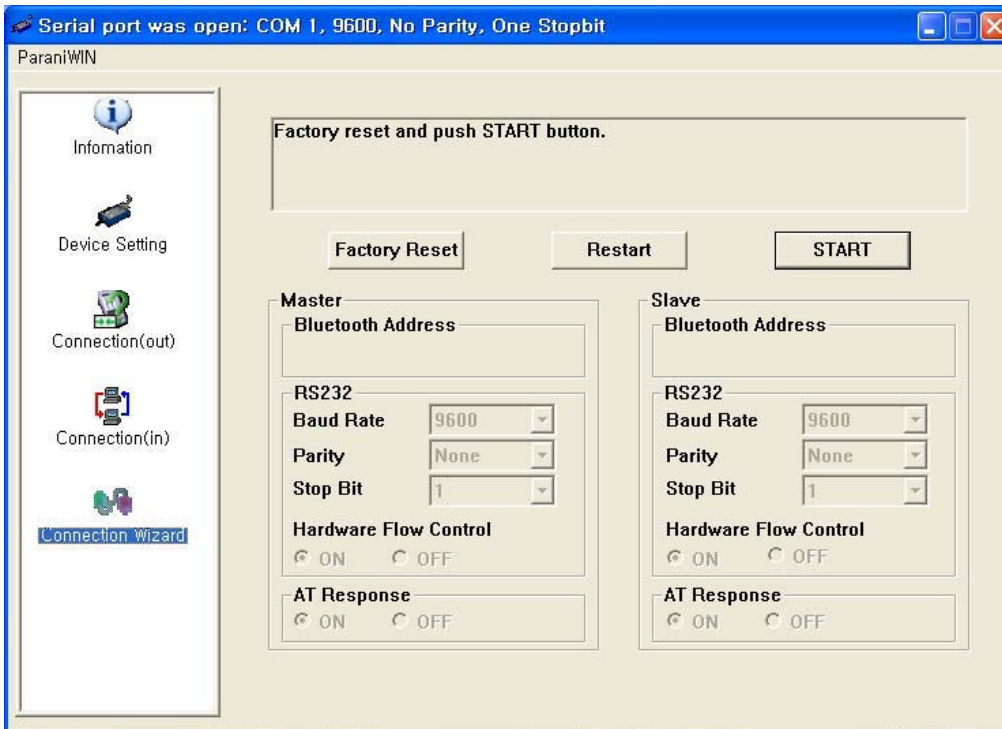 Serial port was open: COM 1, 9600, No Parity, One Stopbit
ParaniWIN
Infomation
Device Setting
Connection(out)
Connection(in)
Connection Wizard
Factory reset and push START button.
Factory Reset
Restart
START
Master
Bluetooth Address
RS232
Baud Rate 9600
Parity None
Stop Bit 1
Hardware Flow Control
ON OFF
AT Response
ON OFF
Slave
Bluetooth Address
RS232
Baud Rate 9600
Parity None
Stop Bit 1
Hardware Flow Control
ON OFF
AT Response
ON OFF